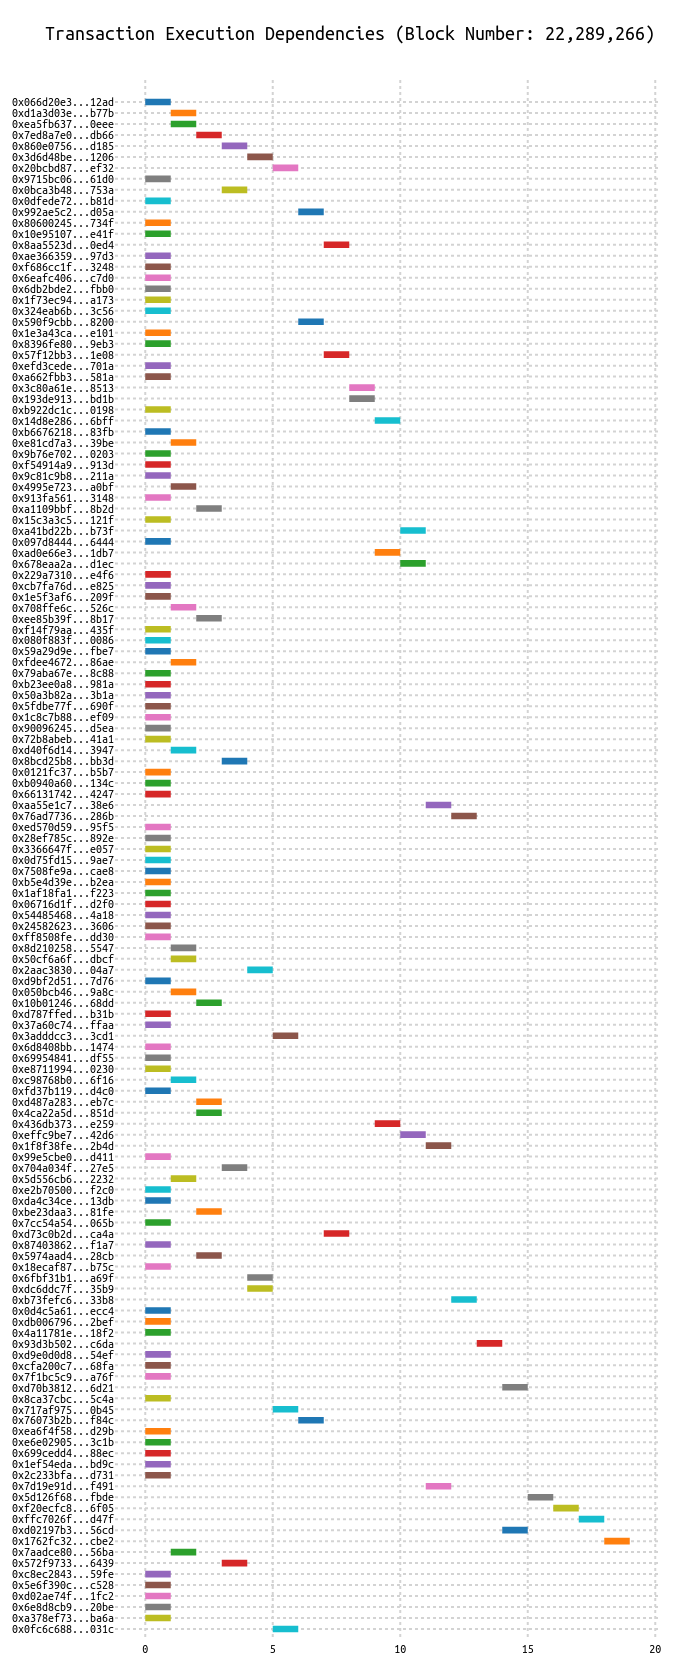 Transaction Execution Dependencies (Block Number: 22,289,266)
0x066d20e3...12ad
0xd1a3d03e...b77b
0xea5fb637...0eee
0x7ed8a7e0...db66
0x860e0756...d185
0x3d6d48be...1206
0x20bcbd87...ef32
0x9715bc06...61d0
0x0bca3b48...753a
0x0dfede72...b81d
0x992ae5c2...d05a
0x80600245...734f
0x10e95107...e41f
0x8aa5523d...0ed4
0xae366359...97d3
0xf686cc1f...3248
0x6eafc406...c7d0
0x6db2bde2...fbb0
0x1f73ec94...a173
0x324eab6b...3c56
0x590f9cbb...8200
0x1e3a43ca...e101
0x8396fe80...9eb3
0x57f12bb3...1e08
0xefd3cede...701a
0xa662fbb3...581a
0x3c80a61e...8513
0x193de913...bd1b
0xb922dc1c...0198
0x14d8e286...6bff
0xb6676218...83fb
0xe81cd7a3...39be
0x9b76e702...0203
0xf54914a9...913d
0x9c81c9b8...211a
0x4995e723...a0bf
0x913fa561...3148
0xa1109bbf...8b2d
0x15c3a3c5...121f
0xa41bd22b...b73f
0x097d8444...6444
0xad0e66e3...1db7
0x678eaa2a...d1ec
0x229a7310...e4f6
0xcb7fa76d...e825
0x1e5f3af6...209f
0x708ffe6c...526c
0xee85b39f...8b17
0xf14f79aa...435f
0x080f883f...0086
0x59a29d9e...fbe7
0xfdee4672...86ae
0x79aba67e...8c88
0xb23ee0a8...981a
0x50a3b82a...3b1a
0x5fdbe77f...690f
0x1c8c7b88...ef09
0x90096245...d5ea
0x72b8abeb...41a1
0xd40f6d14...3947
0x8bcd25b8...bb3d
0x0121fc37...b5b7
0xb0940a60...134c
0x66131742...4247
0xaa55e1c7...38e6
0x76ad7736...286b
0xed570d59...95f5
0x28ef785c...892e
0x3366647f...e057
0x0d75fd15...9ae7
0x7508fe9a...cae8
0xb5e4d39e...b2ea
0x1af18fa1...f223
0x06716d1f...d2f0
0x54485468...4a18
0x24582623...3606
0xff8508fe...dd30
0x8d210258...5547
0x50cf6a6f...dbcf
0x2aac3830...04a7
0xd9bf2d51...7d76
0x050bcb46...9a8c
0x10b01246...68dd
0xd787ffed...b31b
0x37a60c74...ffaa
0x3adddcc3...3cd1
0x6d8408bb...1474
0x69954841...df55
0xe8711994...0230
0xc98768b0...6f16
0xfd37b119...d4c0
0xd487a283...eb7c
0x4ca22a5d...851d
0x436db373...e259
0xeffc9be7...42d6
0x1f8f38fe...2b4d
0x99e5cbe0...d411
0x704a034f...27e5
0x5d556cb6...2232
0xe2b70500...f2c0
0xda4c34ce...13db
0xbe23daa3...81fe
0x7cc54a54...065b
0xd73c0b2d...ca4a
0x87403862...f1a7
0x5974aad4...28cb
0x18ecaf87...b75c
0x6fbf31b1...a69f
0xdc6ddc7f...35b9
0xb73fefc6...33b8
0x0d4c5a61...ecc4
0xdb006796...2bef
0x4a11781e...18f2
0x93d3b502...c6da
0xd9e0d0d8...54ef
0xcfa200c7...68fa
0x7f1bc5c9...a76f
0xd70b3812...6d21
0x8ca37cbc...5c4a
0x717af975...0b45
0x76073b2b...f84c
0xea6f4f58...d29b
0xe6e02905...3c1b
0x699cedd4...88ec
0x1ef54eda...bd9c
0x2c233bfa...d731
0x7d19e91d...f491
0x5d126f68...fbde
0xf20ecfc8...6f05
0xffc7026f...d47f
0xd02197b3...56cd
0x1762fc32...cbe2
0x7aadce80...56ba
0x572f9733...6439
0xc8ec2843...59fe
0x5e6f390c...c528
0xd02ae74f...1fc2
0x6e8d8cb9...20be
0xa378ef73...ba6a
0x0fc6c688...031c
0 5 10 15 20